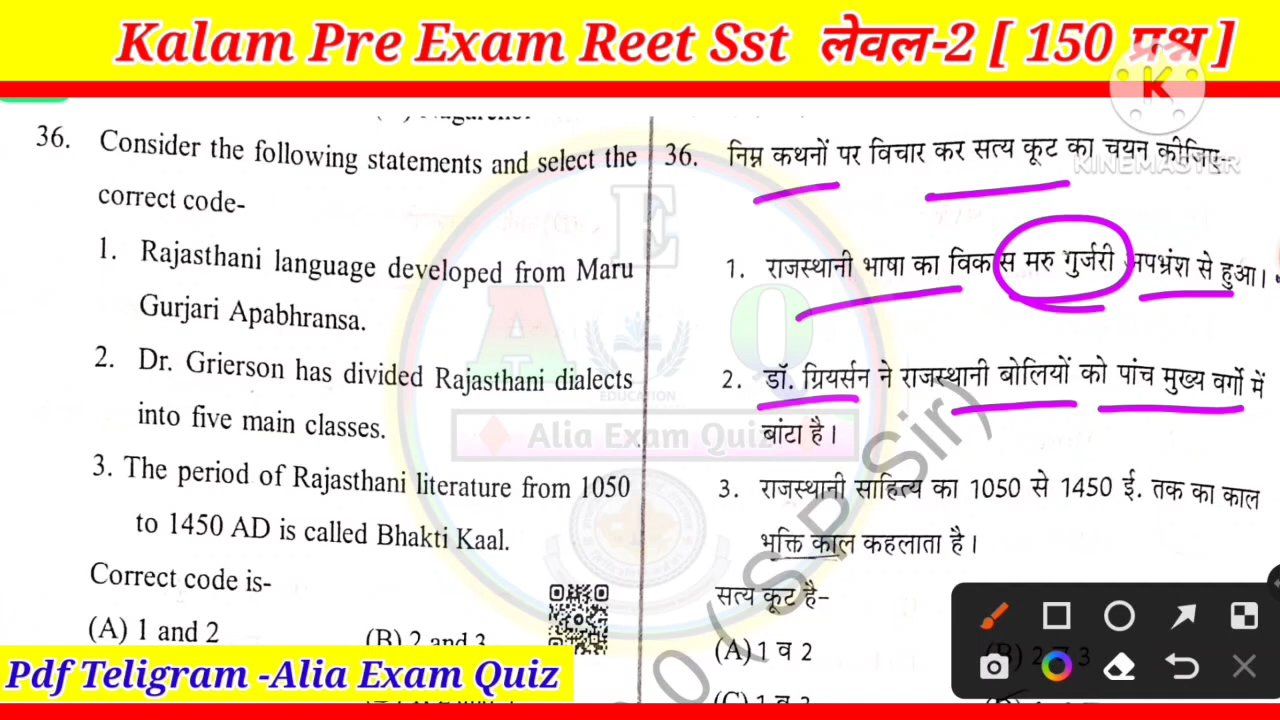 Kalam Pre Exam Reet Sst लेवल-2 [ 150 प्रश्न ]
36. Consider the following statements and select the
correct code-
1. Rajasthani language developed from Maru
Gurjari Apabhransa.
2. Dr. Grierson has divided Rajasthani dialects
into five main classes.
3. The period of Rajasthani literature from 1050
to 1450 AD is called Bhakti Kaal.
Correct code is-
(A) 1 and 2
(B) 2 and 3
36. निम्न कथनों पर विचार कर सत्य कूट का चयन कीजिए-
1. राजस्थानी भाषा का विकास मरु गुर्जरी अपभ्रंश से हुआ।
2. डॉ. ग्रियर्सन ने राजस्थानी बोलियों को पांच मुख्य वर्गो में
बांटा है।
3. राजस्थानी साहित्य का 1050 से 1450 ई. तक का काल
भक्ति काल कहलाता है।
सत्य कूट है-
(A) 1 व 2
(B) 2 व 3
K
KINEMASTER
E
A
Q
EDUCATION
Alia Exam Quiz
( S.P. Sir)
Pdf Teligram -Alia Exam Quiz